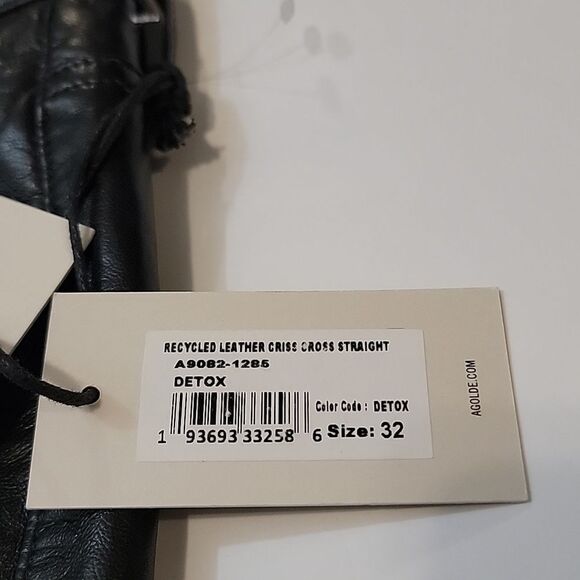 RECYCLED LEATHER CRISS CROSS STRAIGHT
A9082-1285
DETOX
Color Code : DETOX
1 93693 33258 6
Size: 32
AGOLDE.COM